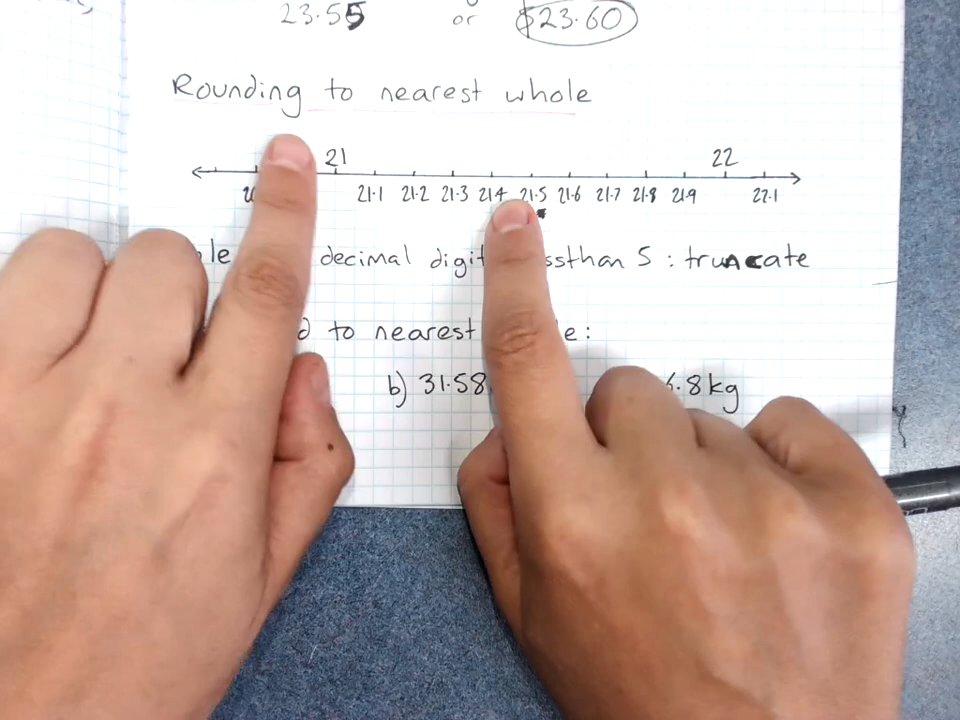 23.55 or $23.60
Rounding to nearest whole
21 22
21.1 21.2 21.3 21.4 21.5 21.6 21.7 21.8 21.9 22.1
decimal digit than 5 : truncate
to nearest :
b) 31.58 .8 kg